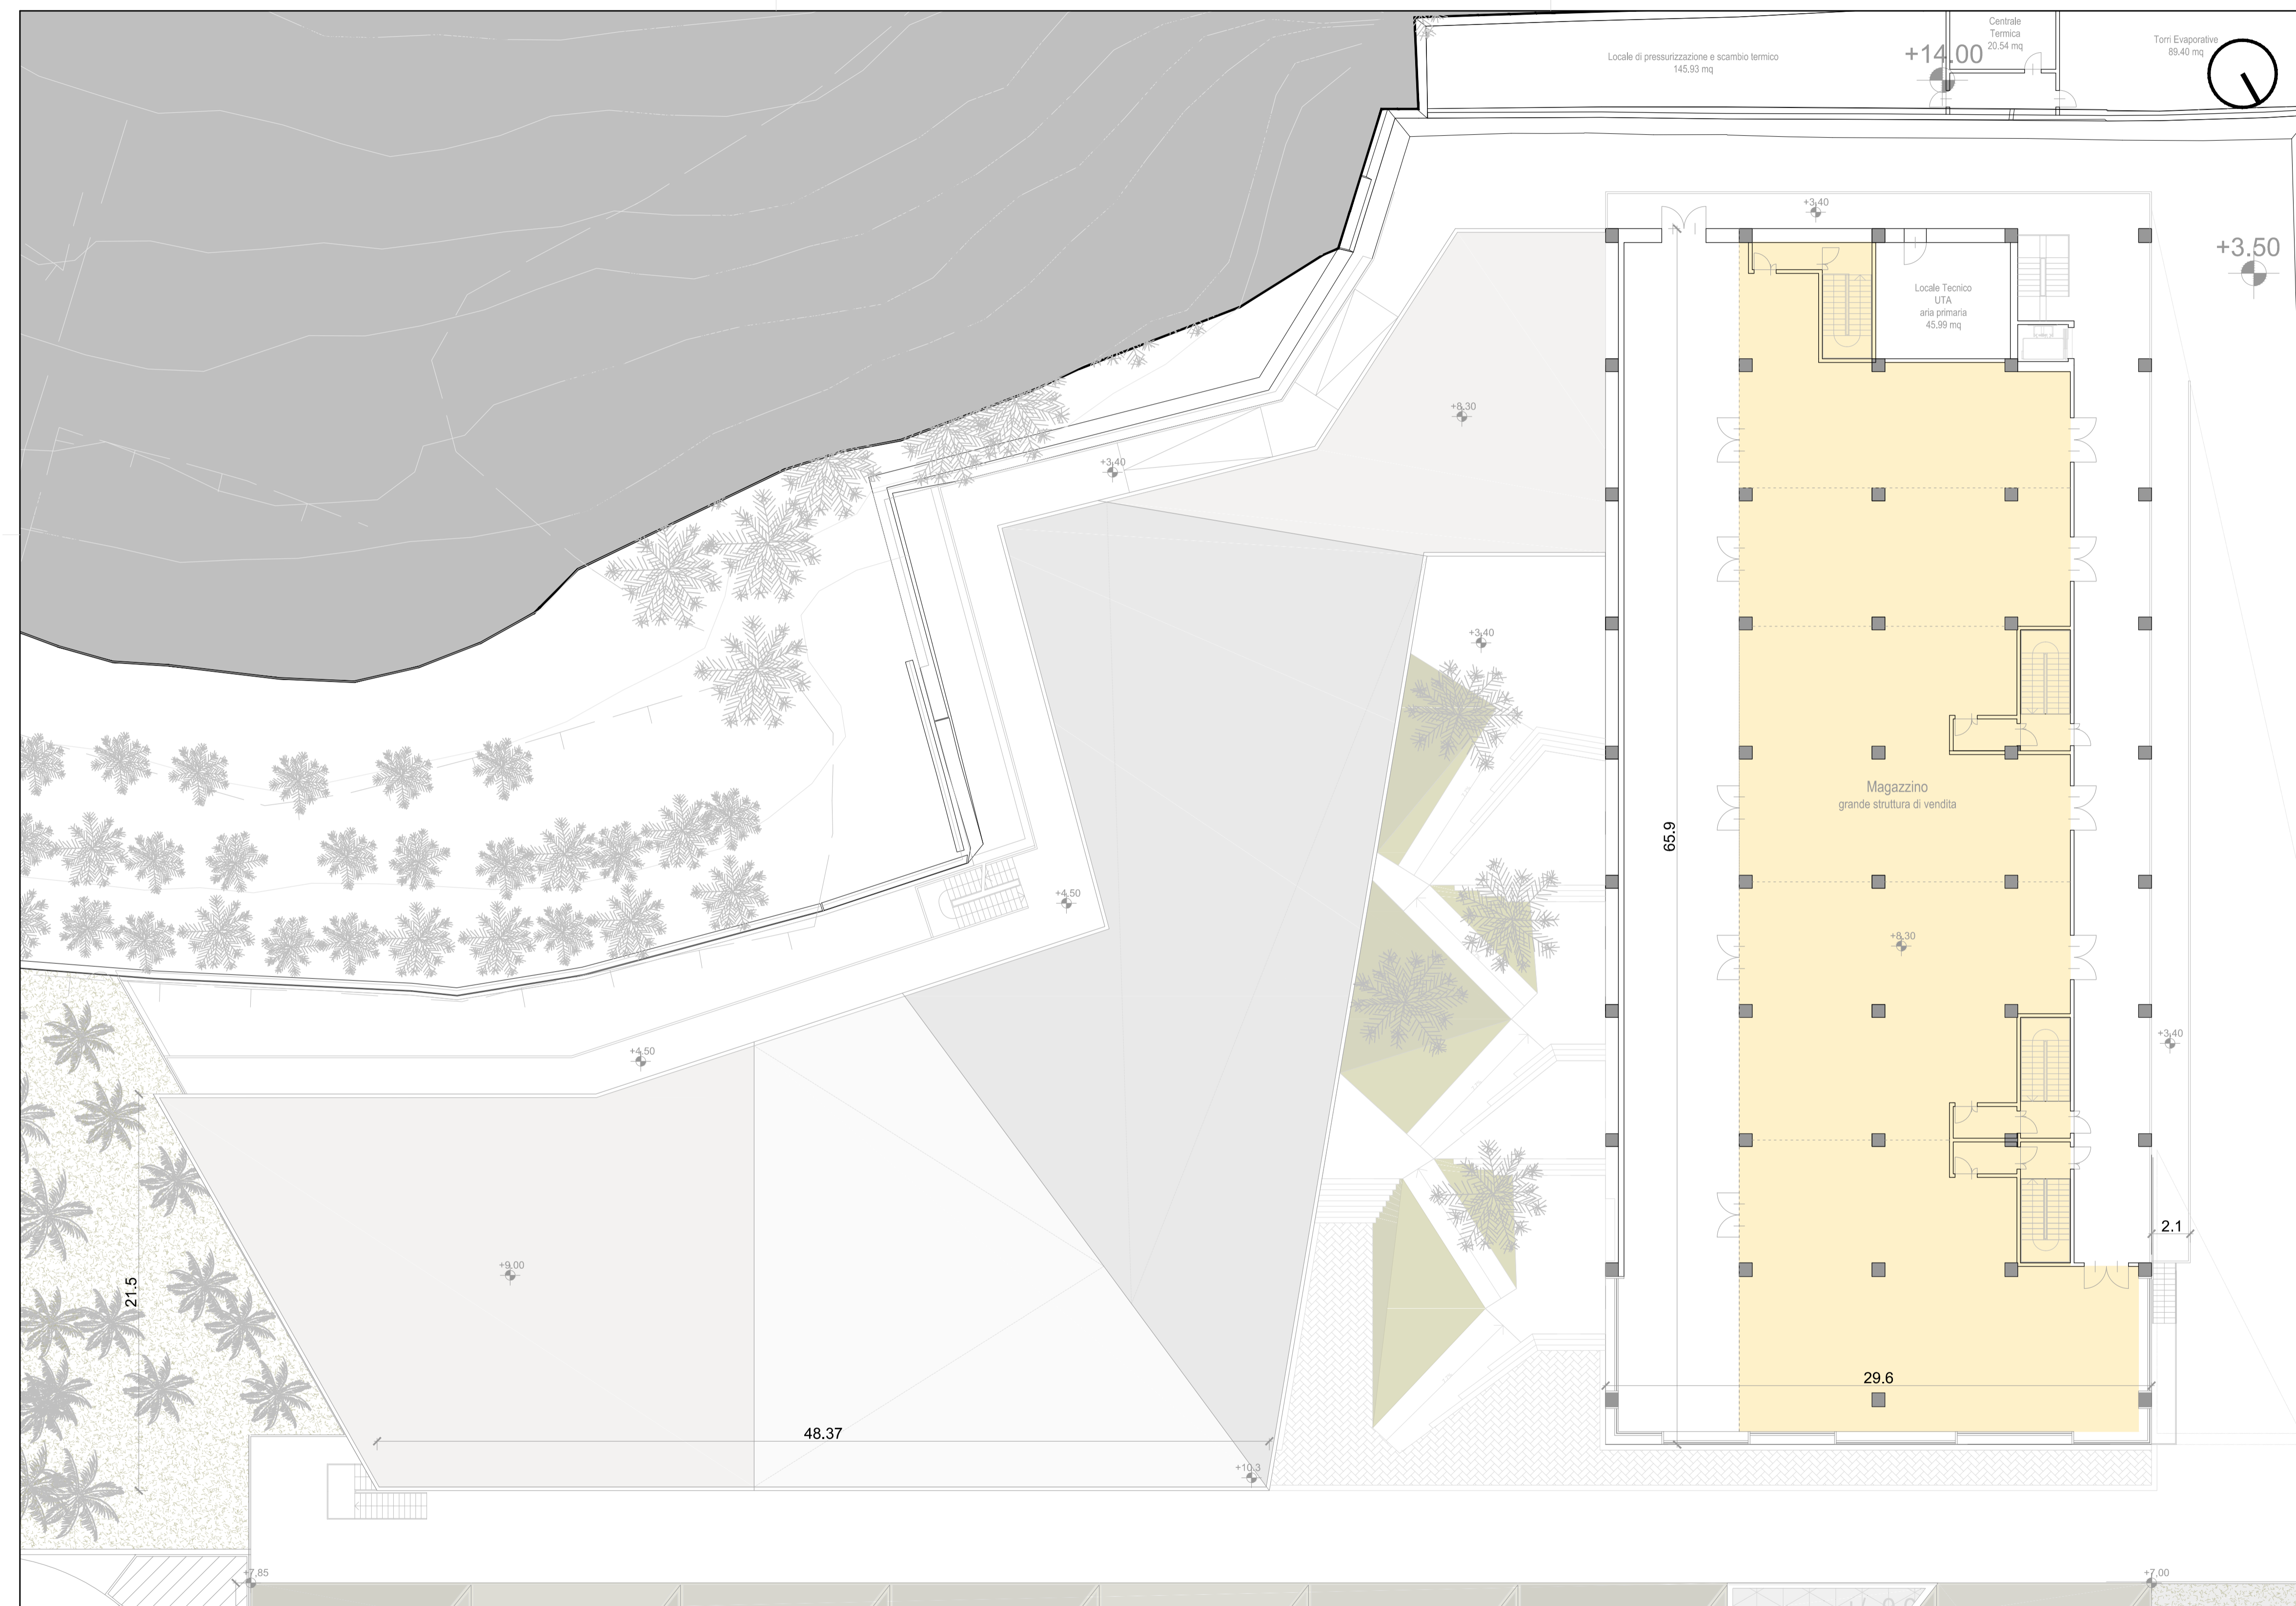 Centrale
Termica
20.54 mq
Torri Evaporative
89.40 mq
Locale di pressurizzazione e scambio termico
145,93 mq
+14.00
+3.40
+3.50
Locale Tecnico
UTA
aria primaria
45,99 mq
+8.30
+3.40
+3.40
Magazzino
grande struttura di vendita
65.9
+4.50
+8.30
+3.40
+4.50
2.1
+9.00
21.5
29.6
48.37
+10.3
+7,85
+7,00